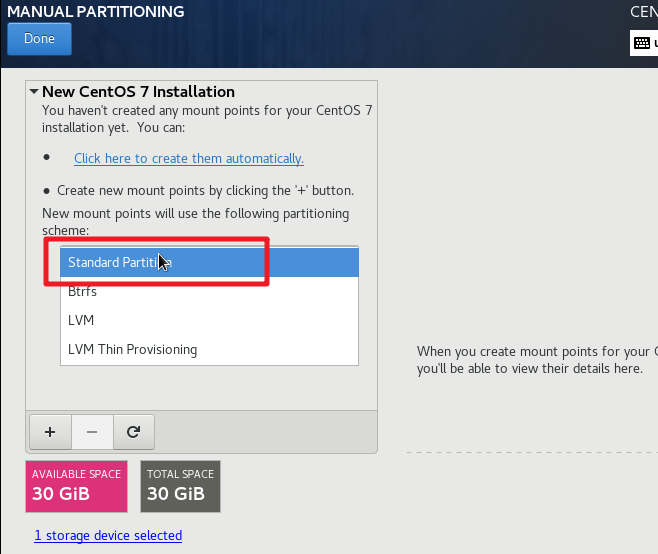 MANUAL PARTITIONING
CEN
Done
New CentOS 7 Installation
You haven't created any mount points for your CentOS 7
installation yet. You can:
• Click here to create them automatically.
• Create new mount points by clicking the '+' button.
New mount points will use the following partitioning
scheme:
Standard Partition
Btrfs
LVM
LVM Thin Provisioning
When you create mount points for your
you'll be able to view their details here.
+ −
AVAILABLE SPACE
30 GiB
TOTAL SPACE
30 GiB
1 storage device selected